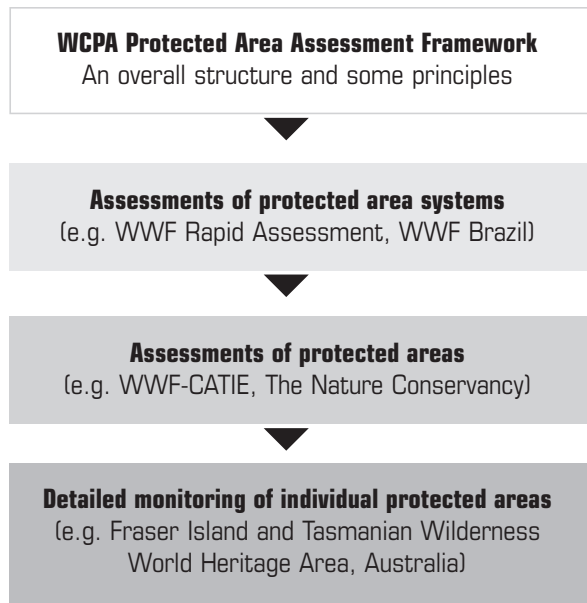 WCPA Protected Area Assessment Framework
An overall structure and some principles
Assessments of protected area systems
(e.g. WWF Rapid Assessment, WWF Brazil)
Assessments of protected areas
(e.g. WWF-CATIE, The Nature Conservancy)
Detailed monitoring of individual protected areas
(e.g. Fraser Island and Tasmanian Wilderness
World Heritage Area, Australia)